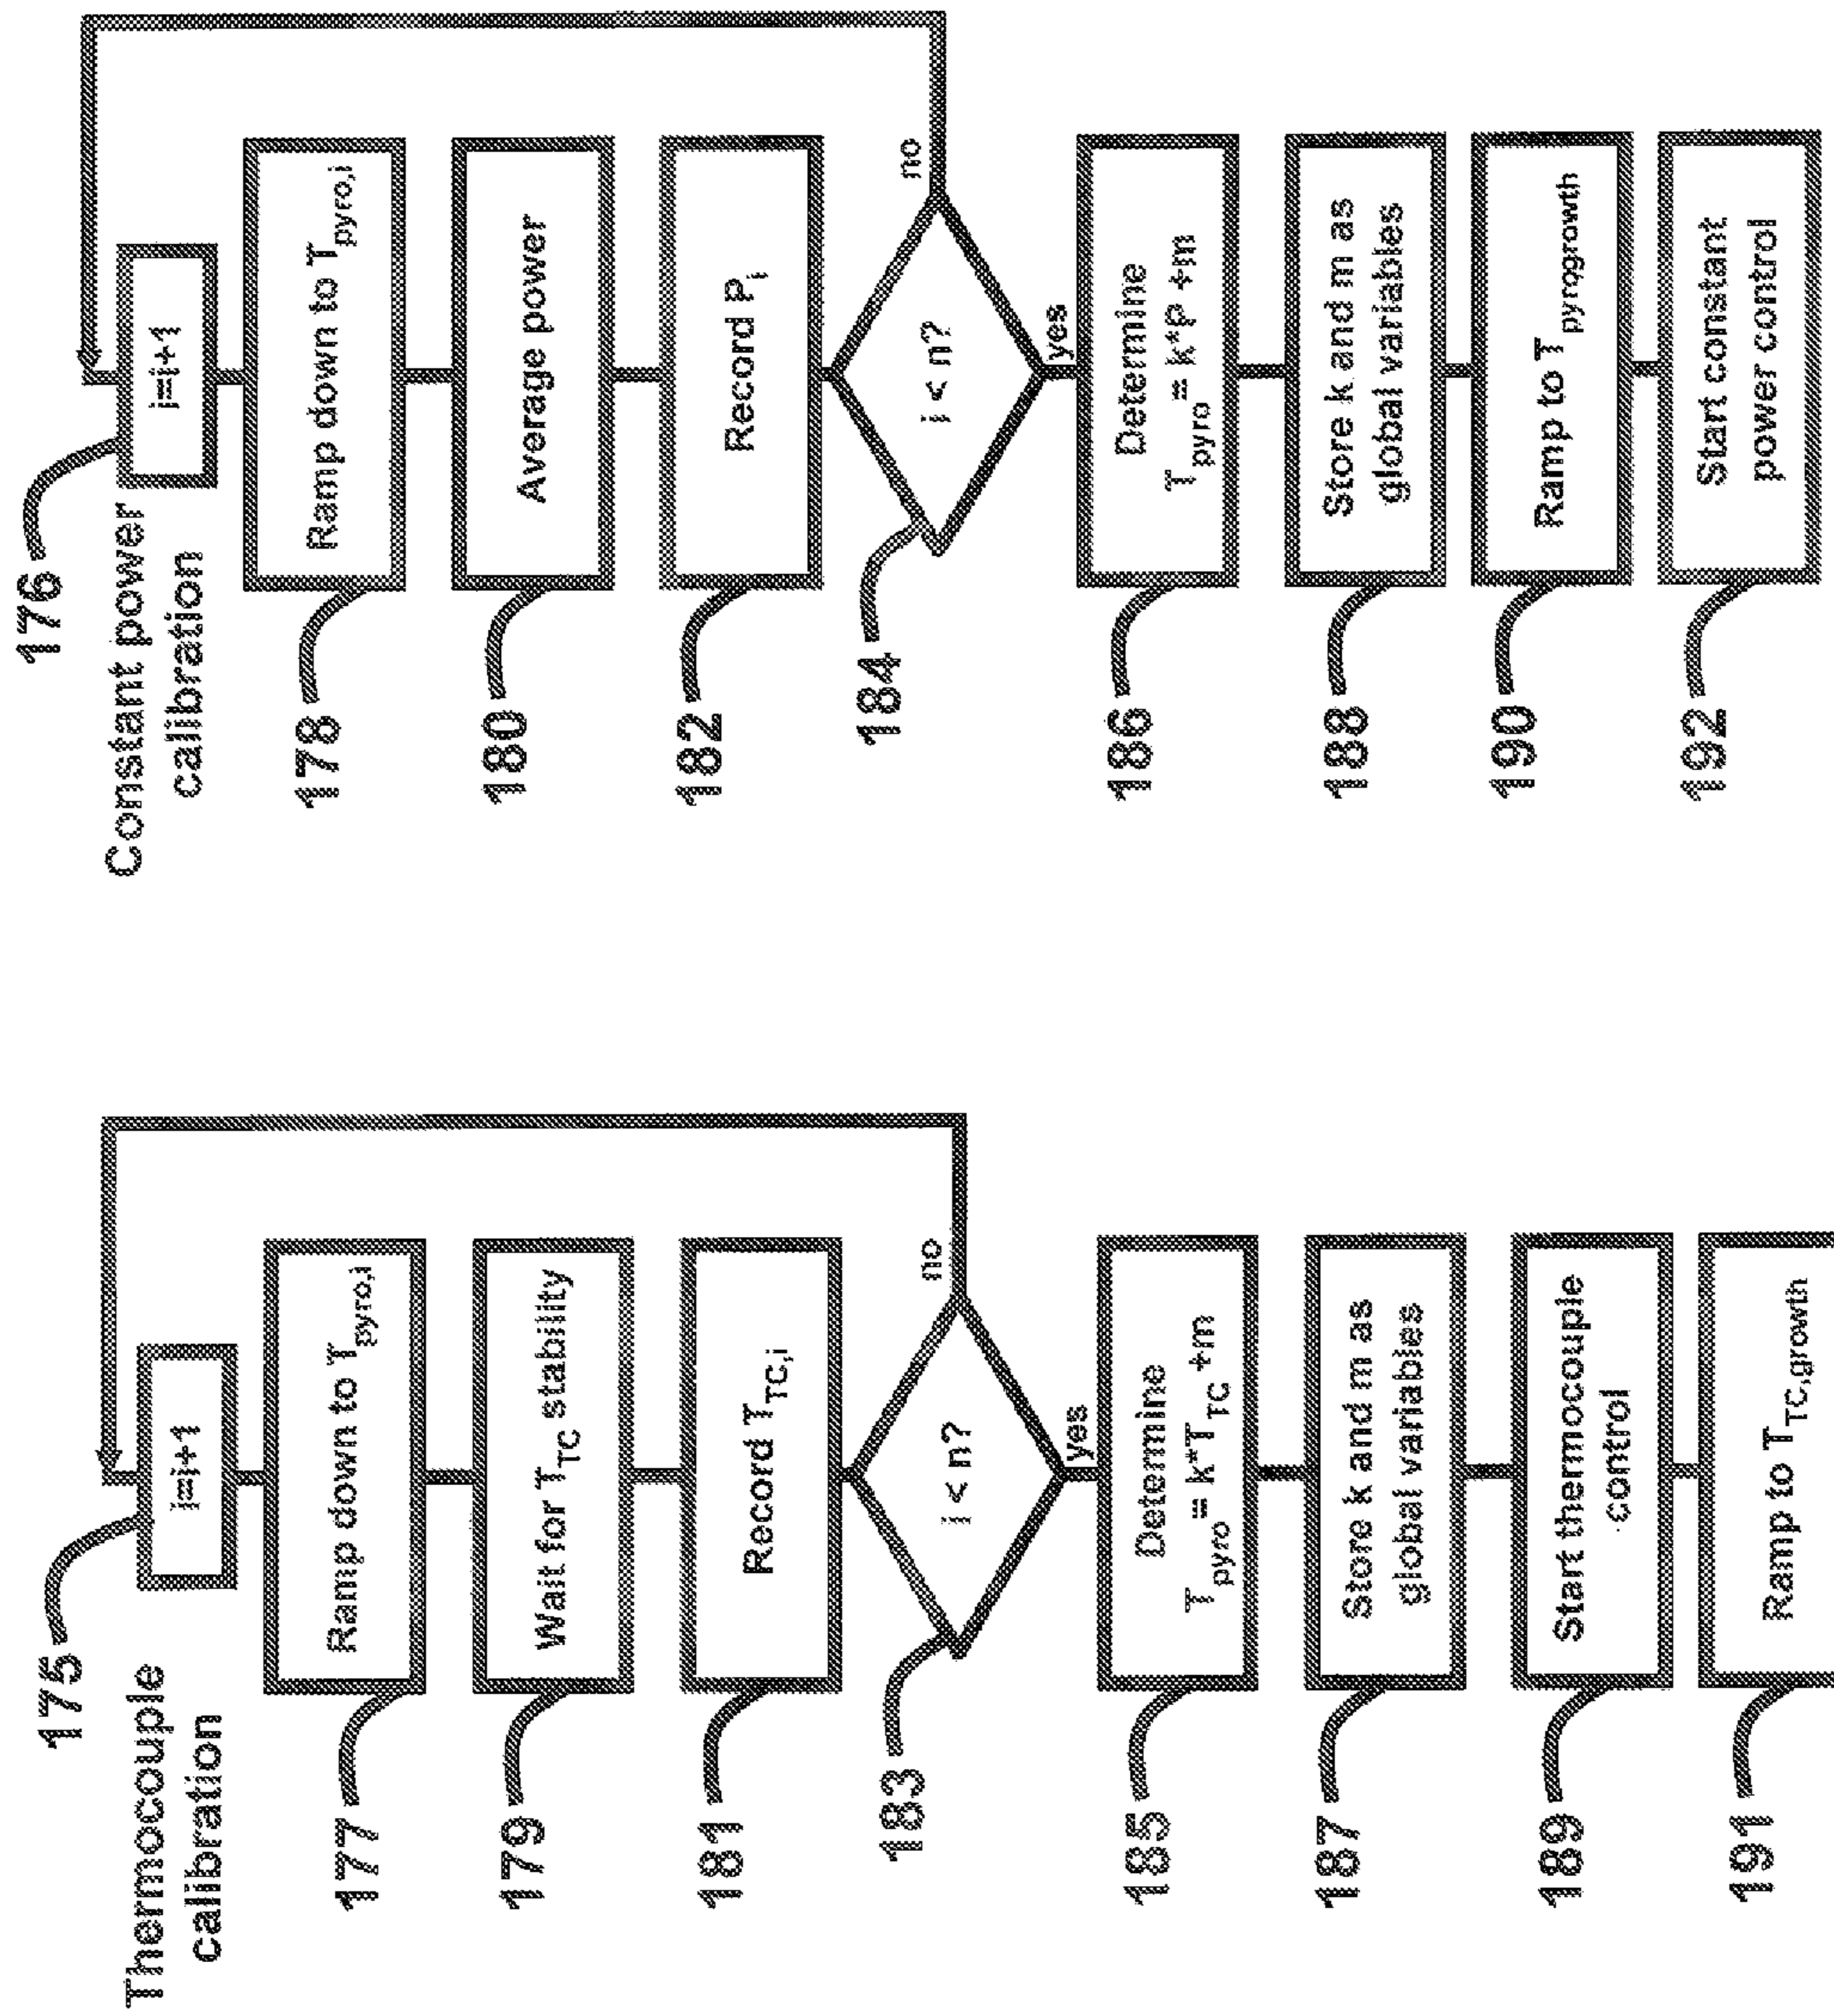 175
Thermocouple
calibration
i=i+1
177
Ramp down to T_pyro,i
179
Wait for T_TC stability
181
Record T_TC,i
183
i < n?
no
yes
185
Determine
T_pyro = k*T_TC +m
187
Store k and m as
global variables
189
Start thermocouple
control
191
Ramp to T_TC,growth
176
Constant power
calibration
i=i+1
178
Ramp down to T_pyro,i
180
Average power
182
Record P_i
184
i < n?
no
yes
186
Determine
T_pyro = k*P +m
188
Store k and m as
global variables
190
Ramp to T_pyrogrowth
192
Start constant
power control